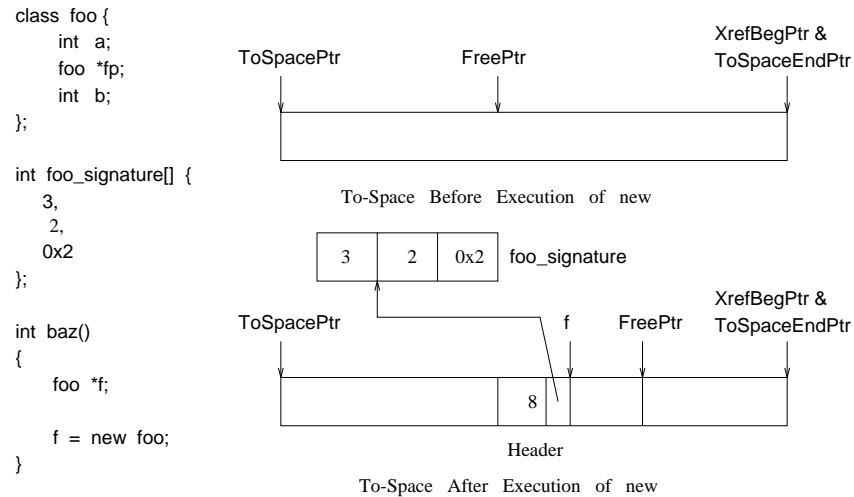 class foo {
int a;
foo *fp;
int b;
};
int foo_signature[] {
3,
2,
0x2
};
int baz()
{
foo *f;
f = new foo;
}
XrefBegPtr &
ToSpacePtr FreePtr ToSpaceEndPtr
To-Space Before Execution of new
3 2 0x2 foo_signature
XrefBegPtr &
ToSpacePtr f FreePtr ToSpaceEndPtr
8
Header
To-Space After Execution of new